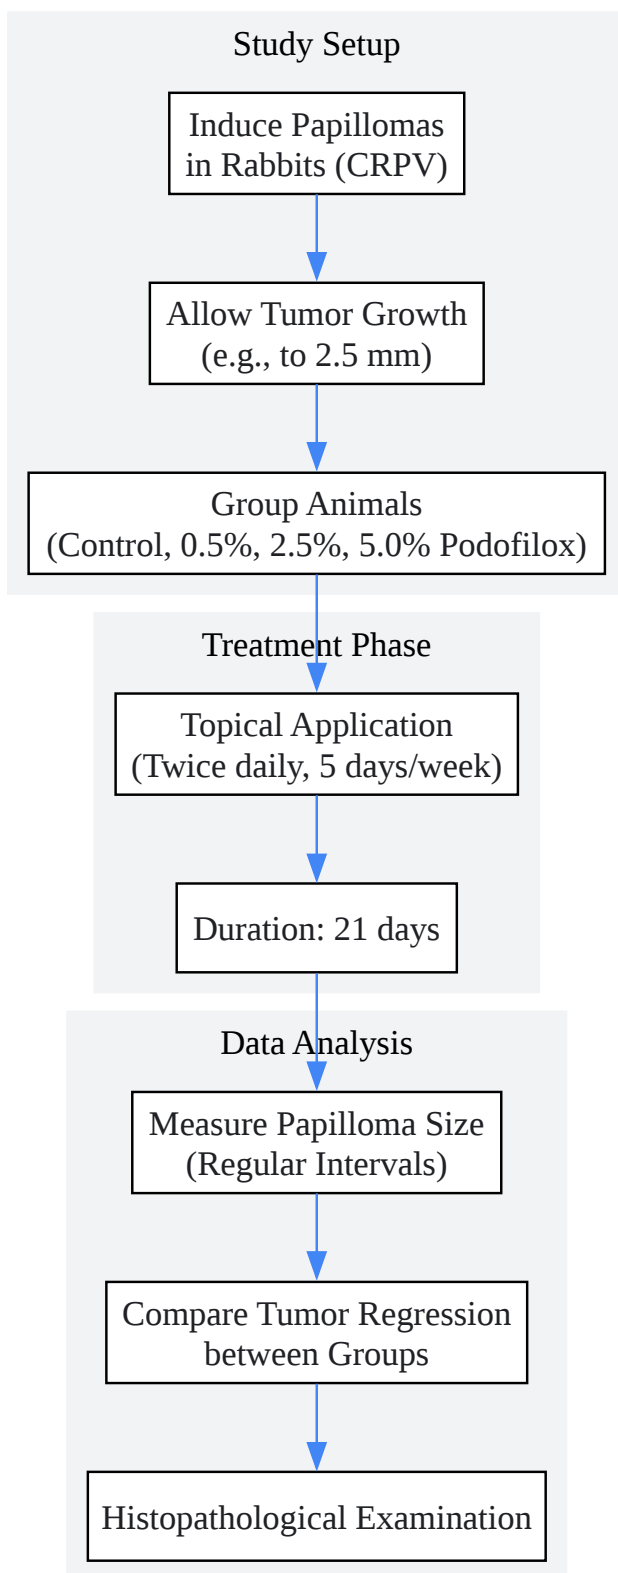 Study Setup
Induce Papillomas
in Rabbits (CRPV)
Allow Tumor Growth
(e.g., to 2.5 mm)
Group Animals
(Control, 0.5%, 2.5%, 5.0% Podofilox)
Treatment Phase
Topical Application
(Twice daily, 5 days/week)
Duration: 21 days
Data Analysis
Measure Papilloma Size
(Regular Intervals)
Compare Tumor Regression
between Groups
Histopathological Examination